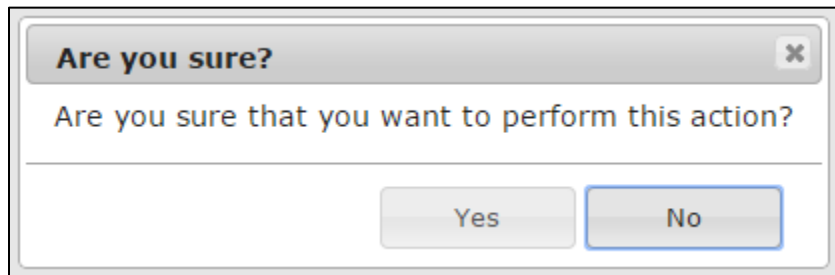 Are you sure?
Are you sure that you want to perform this action?
Yes No